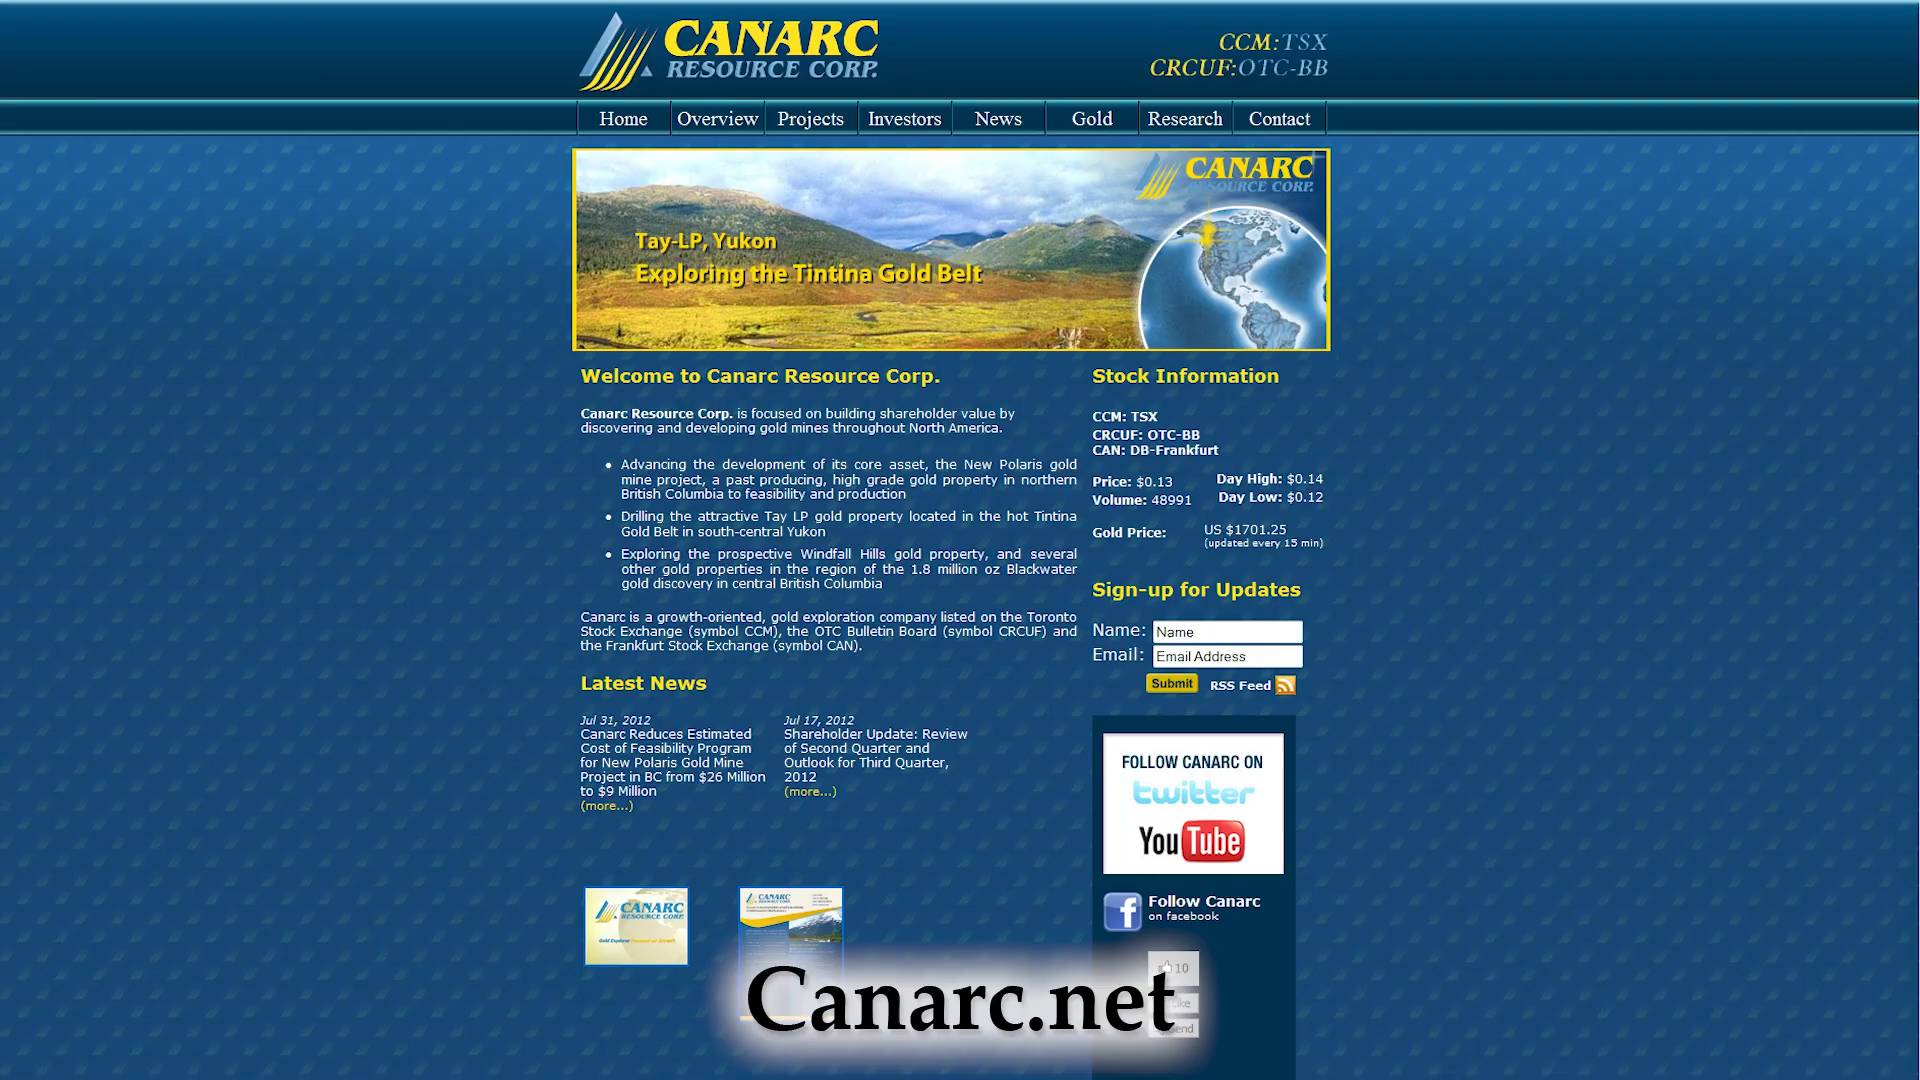 CANARC
RESOURCE CORP.
CCM:TSX
CRCUF:OTC-BB
Home
Overview
Projects
Investors
News
Gold
Research
Contact
CANARC
RESOURCE CORP.
Tay-LP, Yukon
Exploring the Tintina Gold Belt
Welcome to Canarc Resource Corp.
Canarc Resource Corp. is focused on building shareholder value by
discovering and developing gold mines throughout North America.
Advancing the development of its core asset, the New Polaris gold
mine project, a past producing, high grade gold property in northern
British Columbia to feasibility and production
Drilling the attractive Tay LP gold property located in the hot Tintina
Gold Belt in south-central Yukon
Exploring the prospective Windfall Hills gold property, and several
other gold properties in the region of the 1.8 million oz Blackwater
gold discovery in central British Columbia
Canarc is a growth-oriented, gold exploration company listed on the Toronto
Stock Exchange (symbol CCM), the OTC Bulletin Board (symbol CRCUF) and
the Frankfurt Stock Exchange (symbol CAN).
Latest News
Jul 31, 2012
Canarc Reduces Estimated
Cost of Feasibility Program
for New Polaris Gold Mine
Project in BC from $26 Million
to $9 Million
(more...)
Jul 17, 2012
Shareholder Update: Review
of Second Quarter and
Outlook for Third Quarter,
2012
(more...)
Stock Information
CCM: TSX
CRCUF: OTC-BB
CAN: DB-Frankfurt
Price: $0.13 Day High: $0.14
Volume: 48991 Day Low: $0.12
Gold Price: US $1701.25
(updated every 15 min)
Sign-up for Updates
Name: Name
Email: Email Address
Submit RSS Feed
FOLLOW CANARC ON
twitter
YouTube
Follow Canarc
on facebook
10
CANARC
RESOURCE CORP.
Gold Explorer Focused on Growth
CANARC
RESOURCE CORP.
Canarc.net